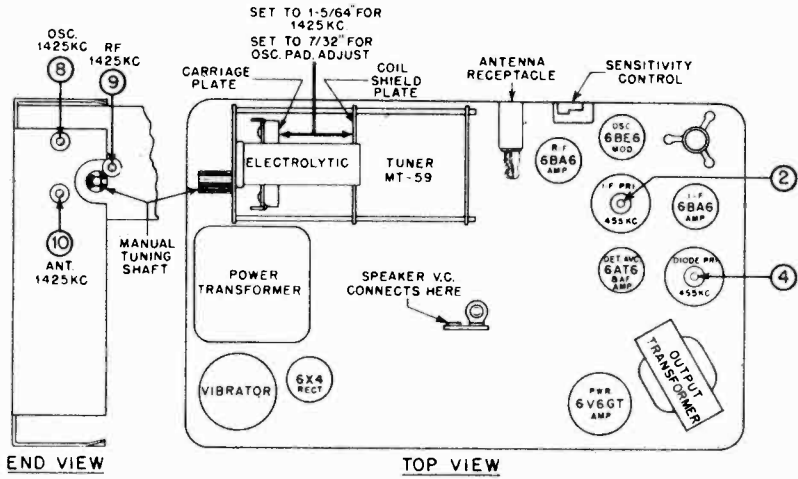 SET TO 1-5/64" FOR
1425KC
SET TO 7/32" FOR
OSC. PAD. ADJUST
OSC.
1425KC
8
RF
1425KC
9
CARRIAGE
PLATE
COIL
SHIELD
PLATE
ANTENNA
RECEPTACLE
SENSITIVITY
CONTROL
ELECTROLYTIC
TUNER
MT-59
R-F
6BA6
AMP
OSC
6BE6
MOD
2
I-F PRI
455KC
I-F
6BA6
AMP
10
ANT.
1425KC
MANUAL
TUNING
SHAFT
POWER
TRANSFORMER
SPEAKER V.C.
CONNECTS HERE
DET. AVC
6AT6
&AF
AMP
DIODE PRI
455KC
4
VIBRATOR
6X4
RECT
PWR
6V6GT
AMP
OUTPUT
TRANSFORMER
END VIEW
TOP VIEW